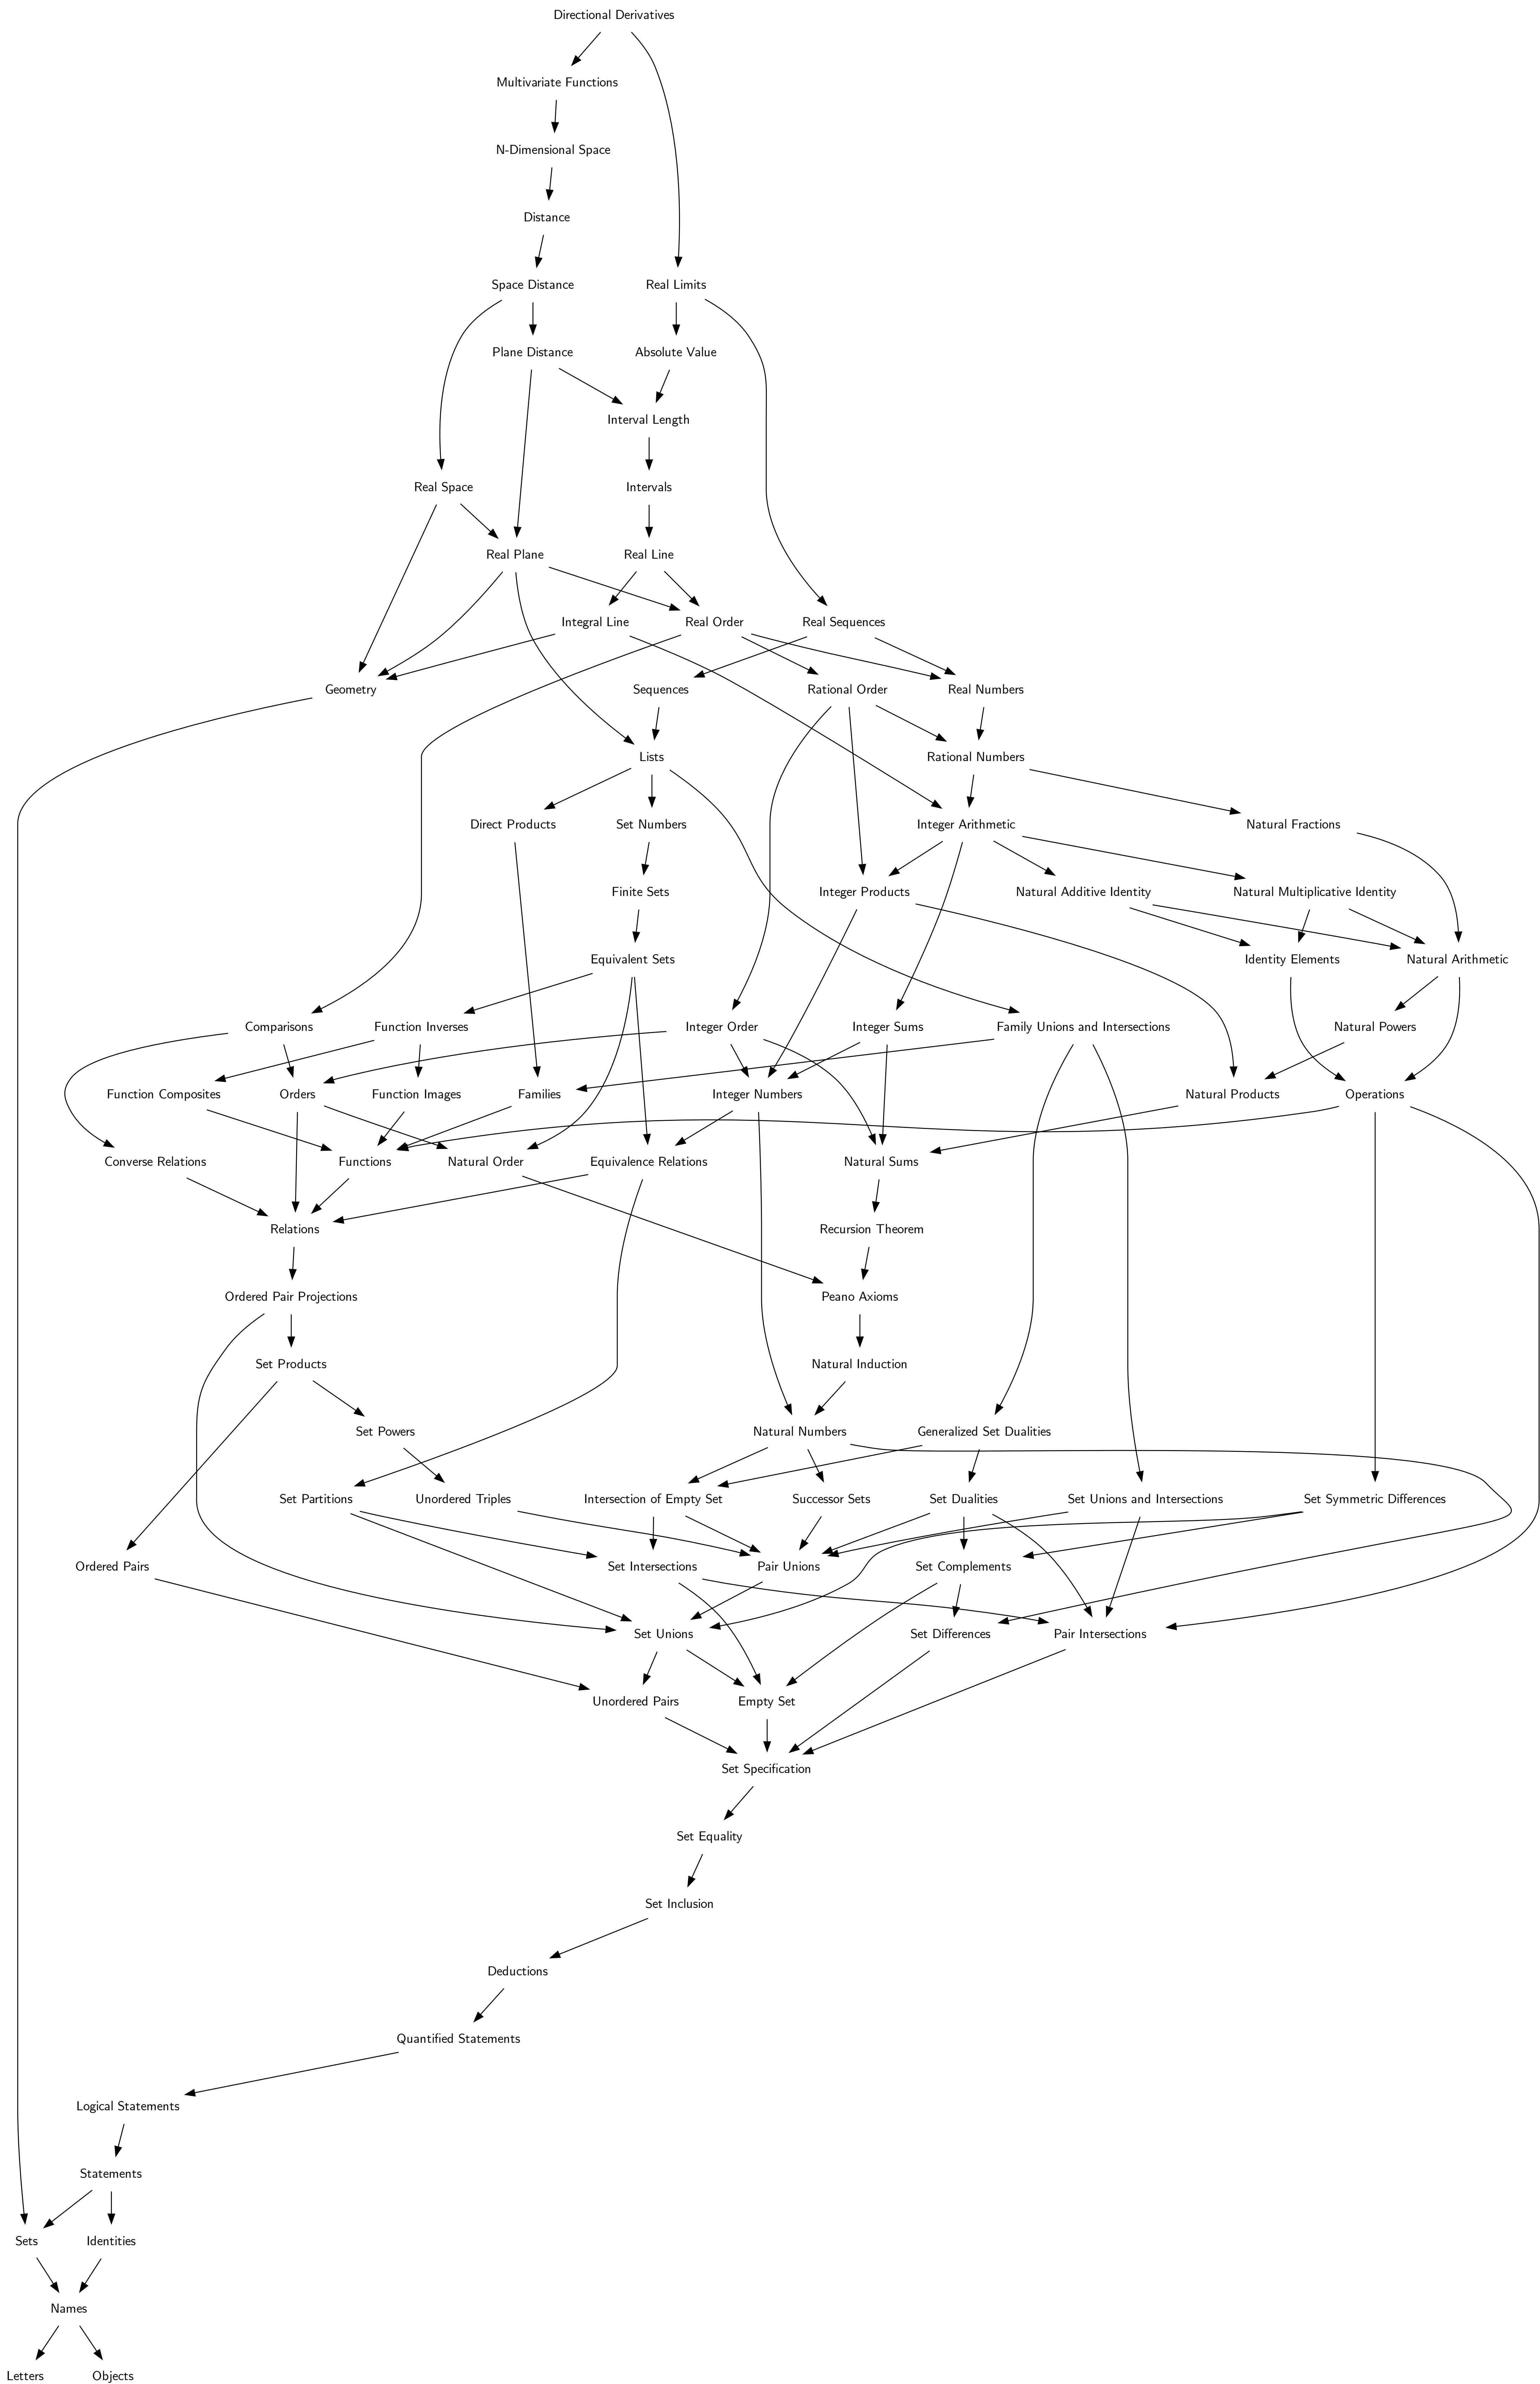 Directional Derivatives
Multivariate Functions
N-Dimensional Space
Distance
Space Distance
Real Limits
Plane Distance
Absolute Value
Interval Length
Real Space
Intervals
Real Plane
Real Line
Integral Line
Real Order
Real Sequences
Geometry
Sequences
Rational Order
Real Numbers
Lists
Rational Numbers
Direct Products
Set Numbers
Integer Arithmetic
Natural Fractions
Finite Sets
Integer Products
Natural Additive Identity
Natural Multiplicative Identity
Equivalent Sets
Identity Elements
Natural Arithmetic
Comparisons
Function Inverses
Integer Order
Integer Sums
Family Unions and Intersections
Natural Powers
Function Composites
Orders
Function Images
Families
Integer Numbers
Natural Products
Operations
Converse Relations
Functions
Natural Order
Equivalence Relations
Natural Sums
Relations
Recursion Theorem
Ordered Pair Projections
Peano Axioms
Set Products
Natural Induction
Set Powers
Natural Numbers
Generalized Set Dualities
Set Partitions
Unordered Triples
Intersection of Empty Set
Successor Sets
Set Dualities
Set Unions and Intersections
Set Symmetric Differences
Ordered Pairs
Set Intersections
Pair Unions
Set Complements
Set Unions
Set Differences
Pair Intersections
Unordered Pairs
Empty Set
Set Specification
Set Equality
Set Inclusion
Deductions
Quantified Statements
Logical Statements
Statements
Sets
Identities
Names
Letters
Objects